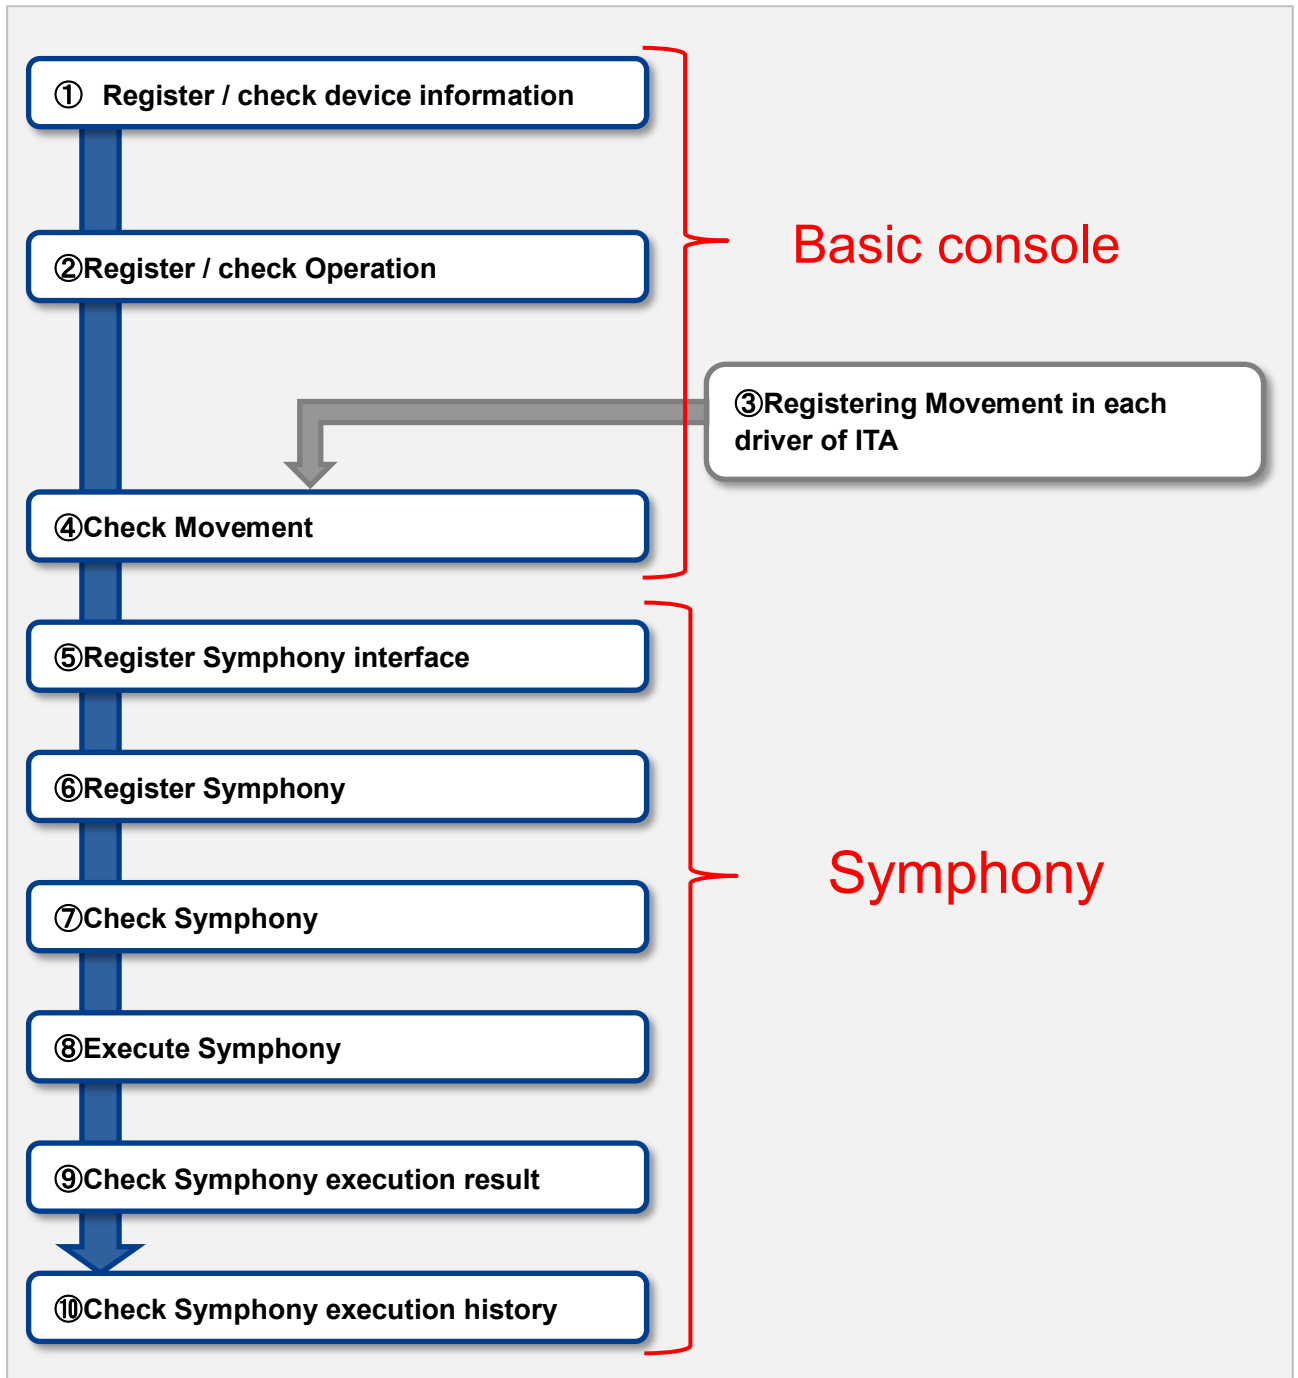 ① Register / check device information
②Register / check Operation
Basic console
③Registering Movement in each
driver of ITA
④Check Movement
⑤Register Symphony interface
⑥Register Symphony
Symphony
⑦Check Symphony
⑧Execute Symphony
⑨Check Symphony execution result
⑩Check Symphony execution history